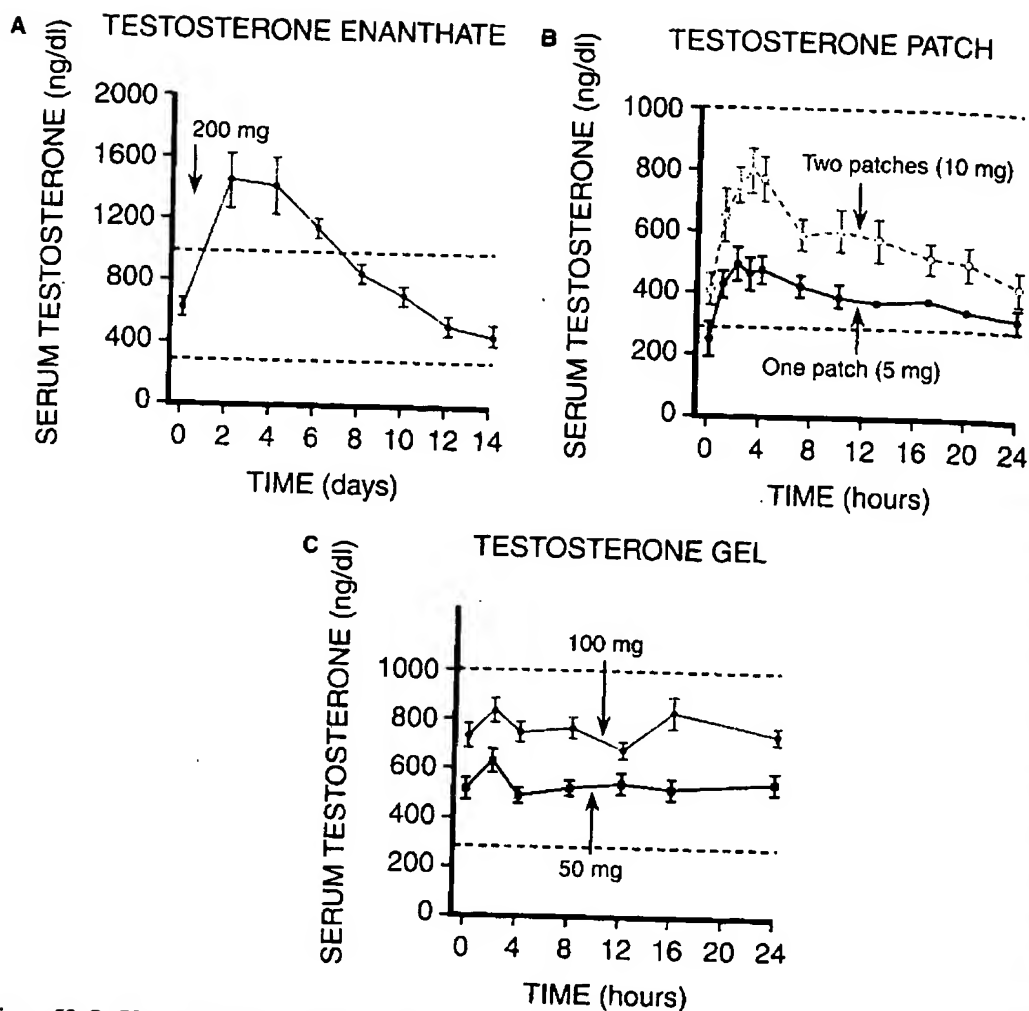 A TESTOSTERONE ENANTHATE
SERUM TESTOSTERONE (ng/dl)
2000
1600
1200
800
400
0
200 mg
0 2 4 6 8 10 12 14
TIME (days)
B TESTOSTERONE PATCH
SERUM TESTOSTERONE (ng/dl)
1000
800
600
400
200
0
Two patches (10 mg)
One patch (5 mg)
0 4 8 12 16 20 24
TIME (hours)
C TESTOSTERONE GEL
SERUM TESTOSTERONE (ng/dl)
1000
800
600
400
200
0
100 mg
50 mg
0 4 8 12 16 20 24
TIME (hours)